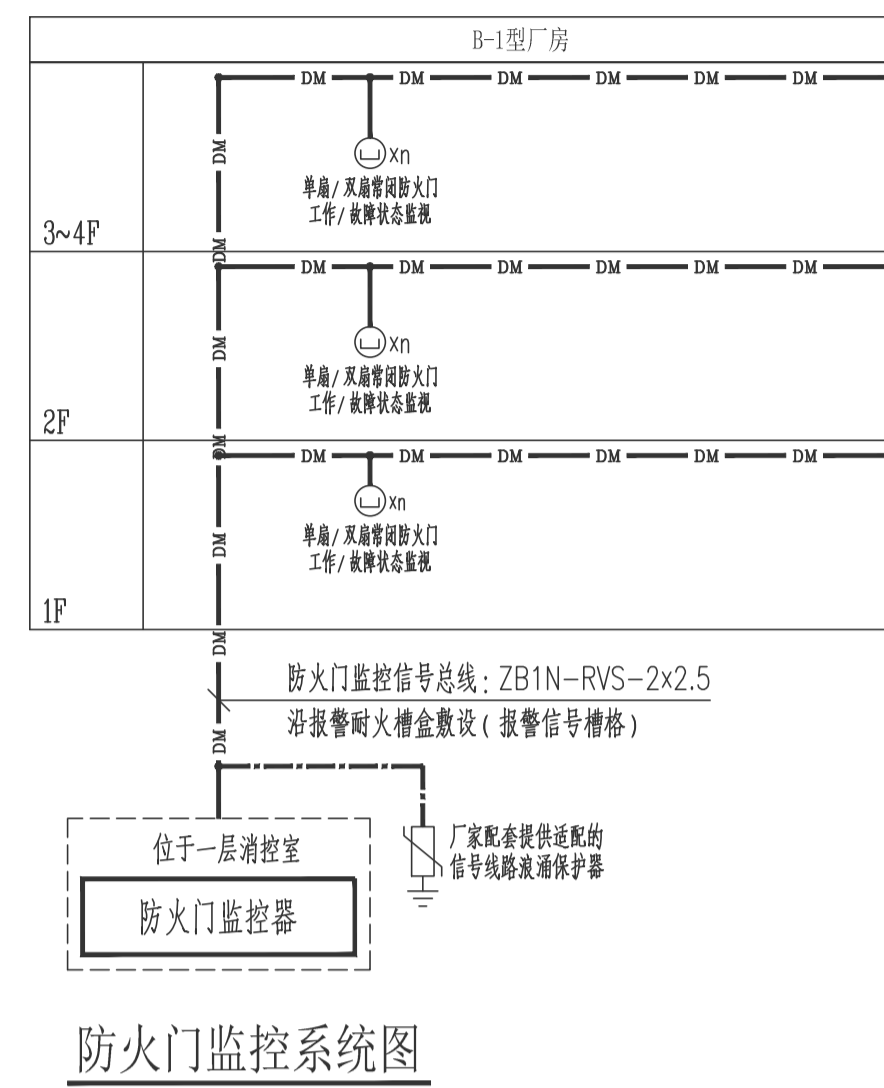 B-1型厂房
DM DM DM DM DM DM
DM
xn
单扇/双扇常闭防火门
工作/故障状态监视
3~4F
DM
DM DM DM DM DM DM
DM
xn
单扇/双扇常闭防火门
工作/故障状态监视
2F
DM
DM DM DM DM DM DM
xn
单扇/双扇常闭防火门
DM
工作/故障状态监视
1F
DM
防火门监控信号总线: ZB1N-RVS-2x2.5
沿报警耐火槽盒敷设(报警信号槽格)
DM
位于一层消控室
厂家配套提供适配的
信号线路浪涌保护器
防火门监控器
防火门监控系统图